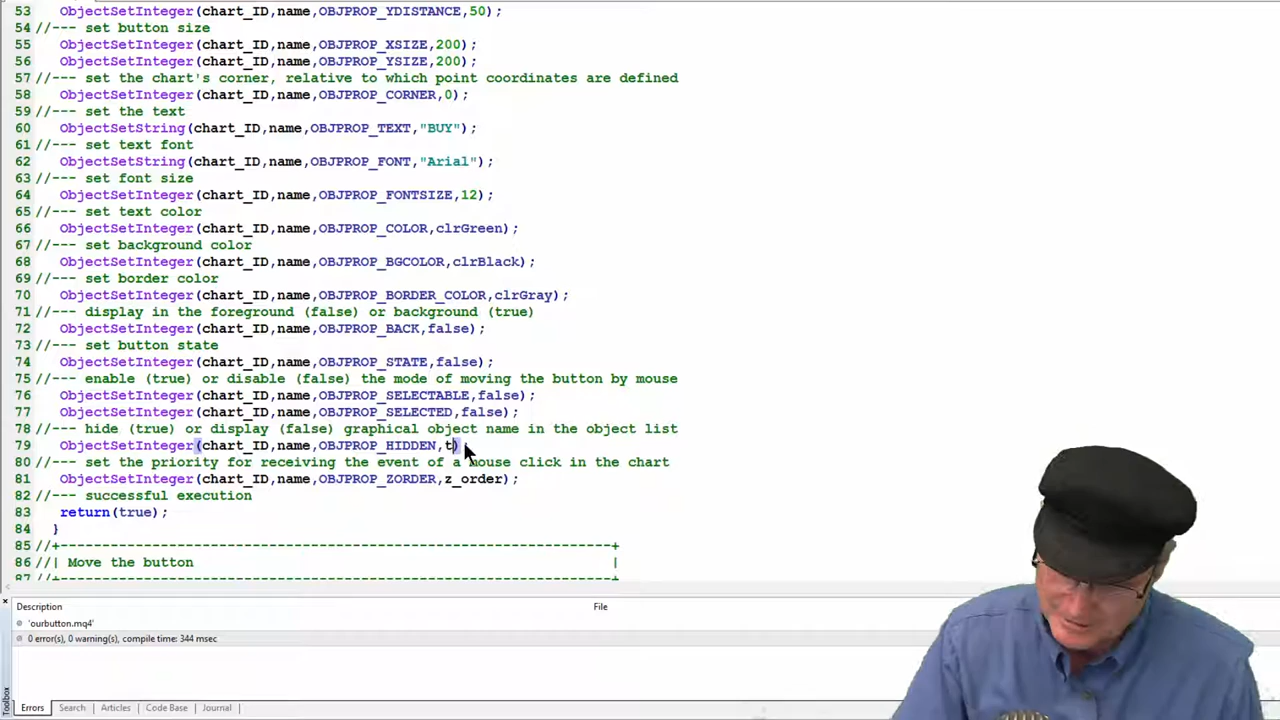 53    ObjectSetInteger(chart_ID,name,OBJPROP_YDISTANCE,50);
54 //--- set button size
55    ObjectSetInteger(chart_ID,name,OBJPROP_XSIZE,200);
56    ObjectSetInteger(chart_ID,name,OBJPROP_YSIZE,200);
57 //--- set the chart's corner, relative to which point coordinates are defined
58    ObjectSetInteger(chart_ID,name,OBJPROP_CORNER,0);
59 //--- set the text
60    ObjectSetString(chart_ID,name,OBJPROP_TEXT,"BUY");
61 //--- set text font
62    ObjectSetString(chart_ID,name,OBJPROP_FONT,"Arial");
63 //--- set font size
64    ObjectSetInteger(chart_ID,name,OBJPROP_FONTSIZE,12);
65 //--- set text color
66    ObjectSetInteger(chart_ID,name,OBJPROP_COLOR,clrGreen);
67 //--- set background color
68    ObjectSetInteger(chart_ID,name,OBJPROP_BGCOLOR,clrBlack);
69 //--- set border color
70    ObjectSetInteger(chart_ID,name,OBJPROP_BORDER_COLOR,clrGray);
71 //--- display in the foreground (false) or background (true)
72    ObjectSetInteger(chart_ID,name,OBJPROP_BACK,false);
73 //--- set button state
74    ObjectSetInteger(chart_ID,name,OBJPROP_STATE,false);
75 //--- enable (true) or disable (false) the mode of moving the button by mouse
76    ObjectSetInteger(chart_ID,name,OBJPROP_SELECTABLE,false);
77    ObjectSetInteger(chart_ID,name,OBJPROP_SELECTED,false);
78 //--- hide (true) or display (false) graphical object name in the object list
79    ObjectSetInteger(chart_ID,name,OBJPROP_HIDDEN,t);
80 //--- set the priority for receiving the event of a mouse click in the chart
81    ObjectSetInteger(chart_ID,name,OBJPROP_ZORDER,z_order);
82 //--- successful execution
83    return(true);
84    }
85 //+------------------------------------------------------------------+
86 //| Move the button                                                  |
87 //+------------------------------------------------------------------+
Description File
'ourbutton.mq4'
0 error(s), 0 warning(s), compile time: 344 msec
Toolbox
Errors Search Articles Code Base Journal